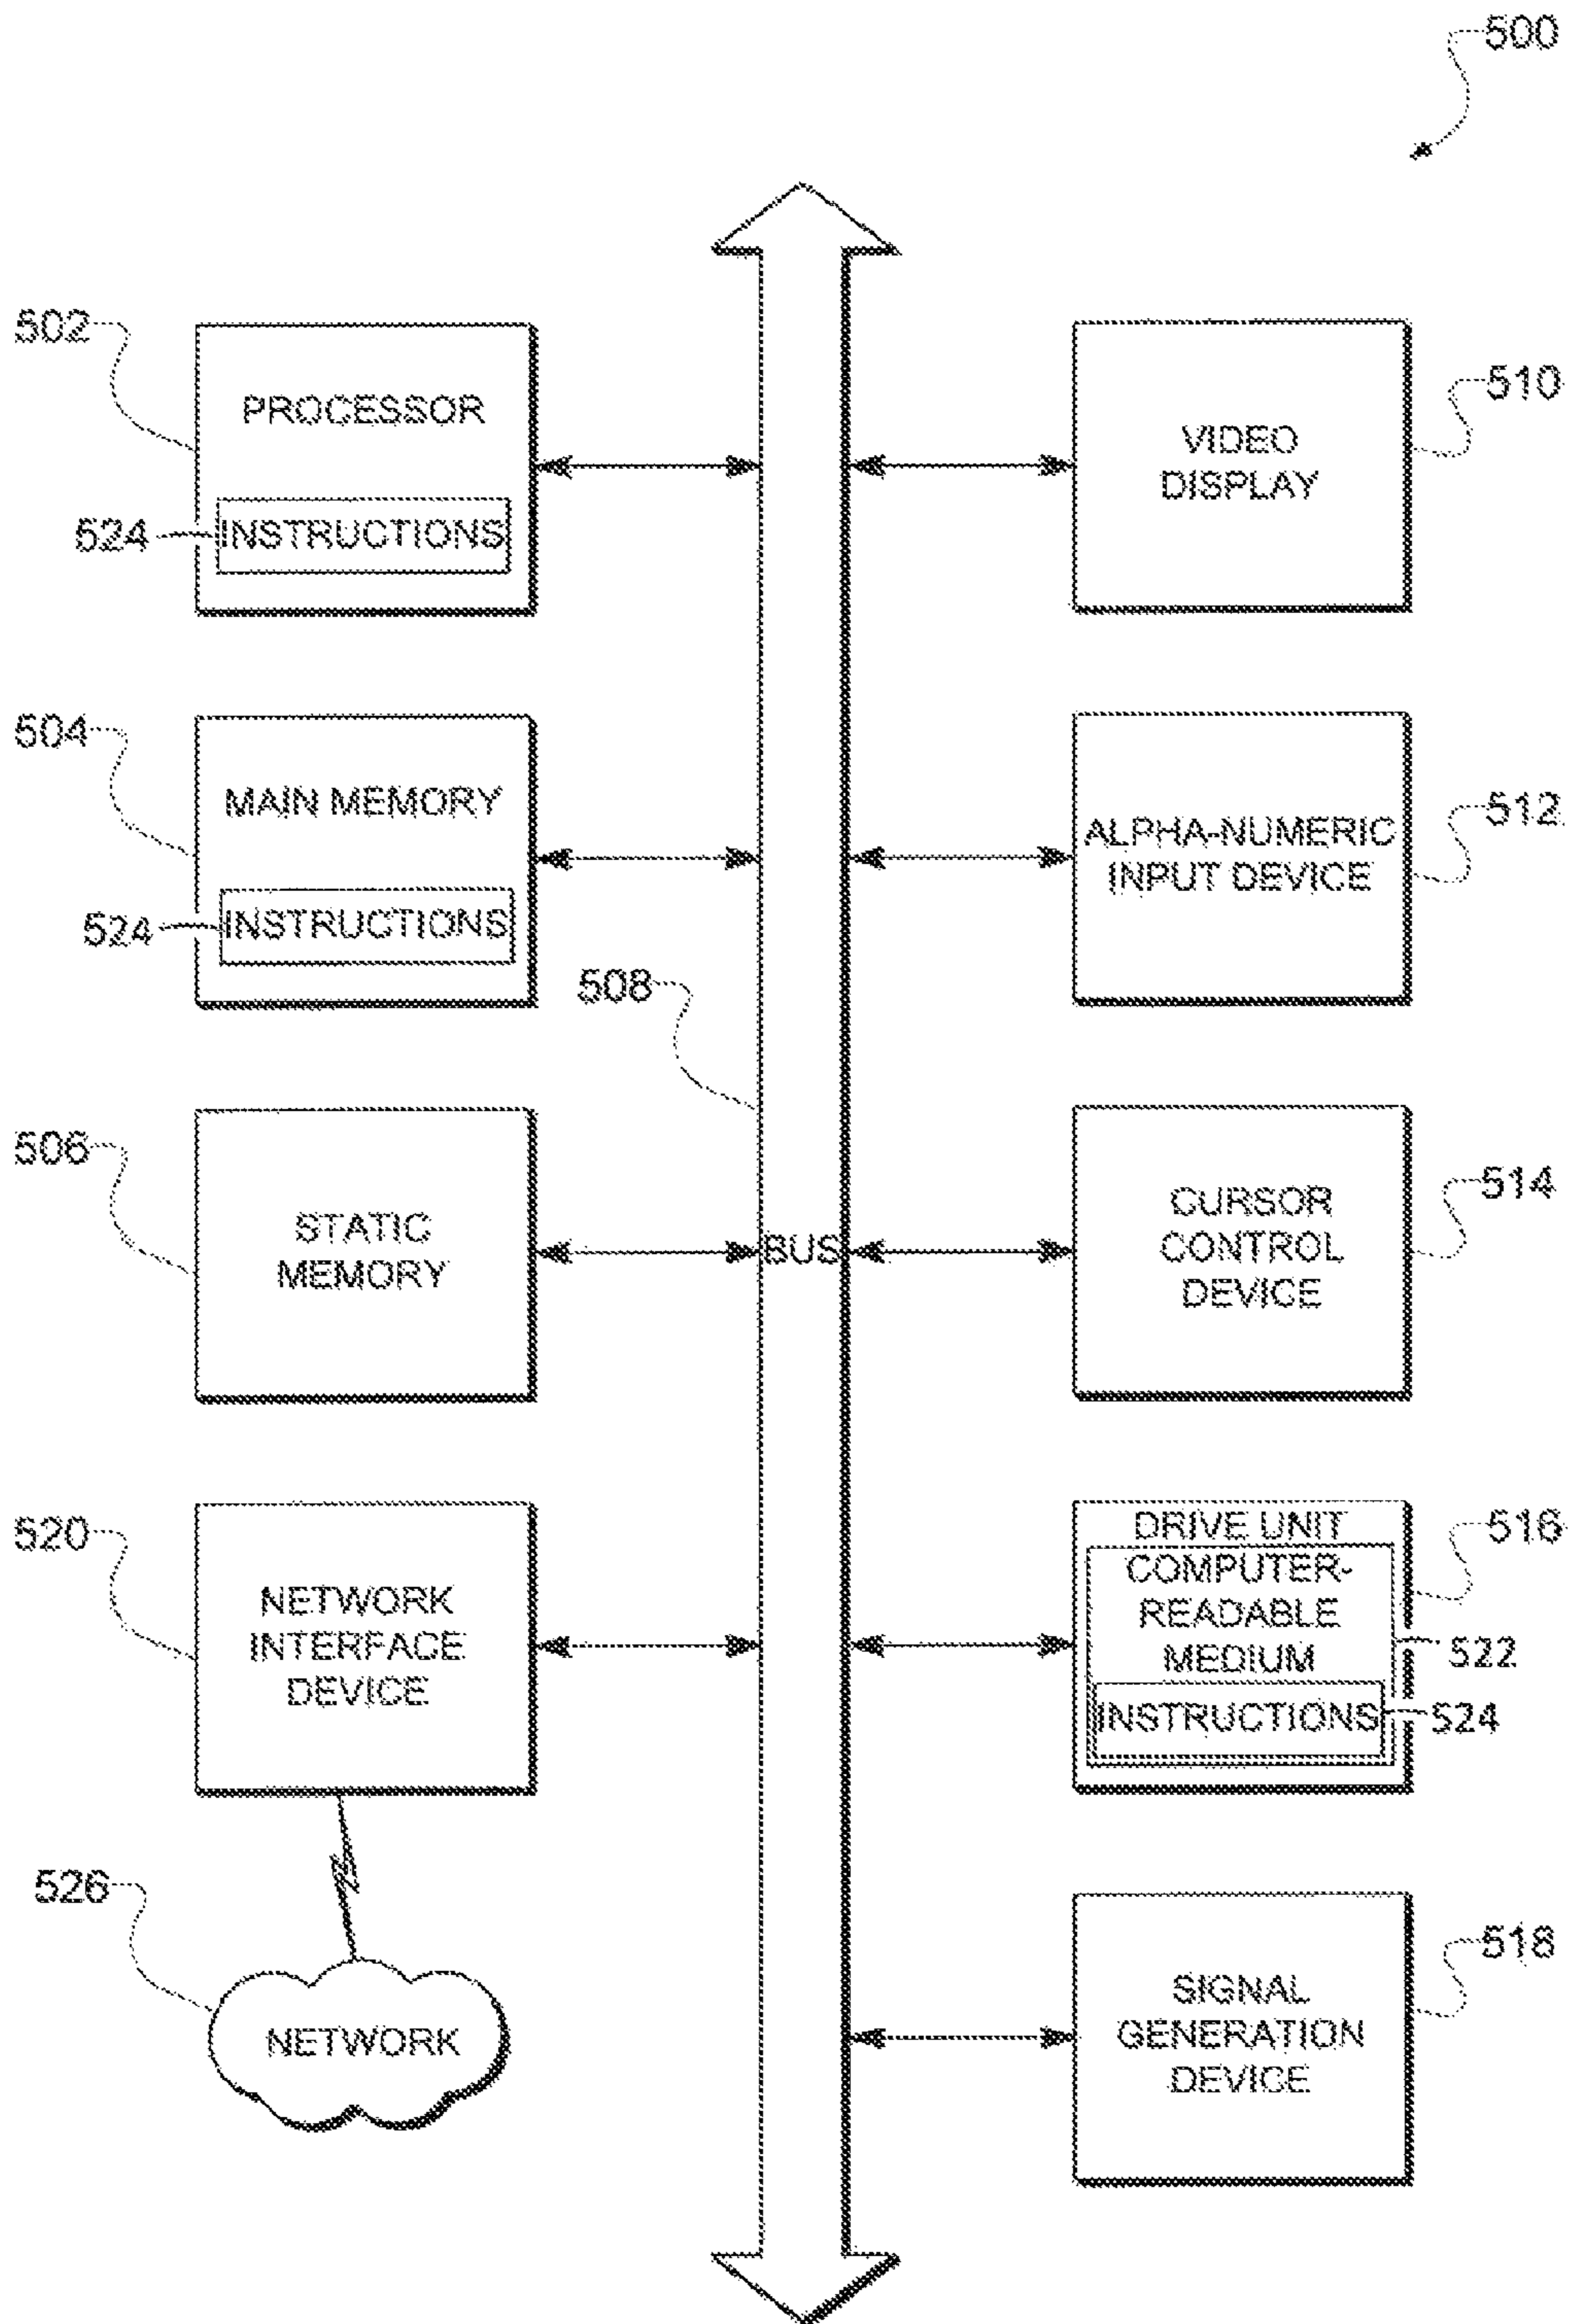 500
502
PROCESSOR
524
INSTRUCTIONS
510
VIDEO
DISPLAY
504
MAIN MEMORY
524
INSTRUCTIONS
512
ALPHA-NUMERIC
INPUT DEVICE
508
506
STATIC
MEMORY
BUS
514
CURSOR
CONTROL
DEVICE
520
NETWORK
INTERFACE
DEVICE
516
DRIVE UNIT
COMPUTER-
READABLE
MEDIUM
522
INSTRUCTIONS
524
526
NETWORK
518
SIGNAL
GENERATION
DEVICE